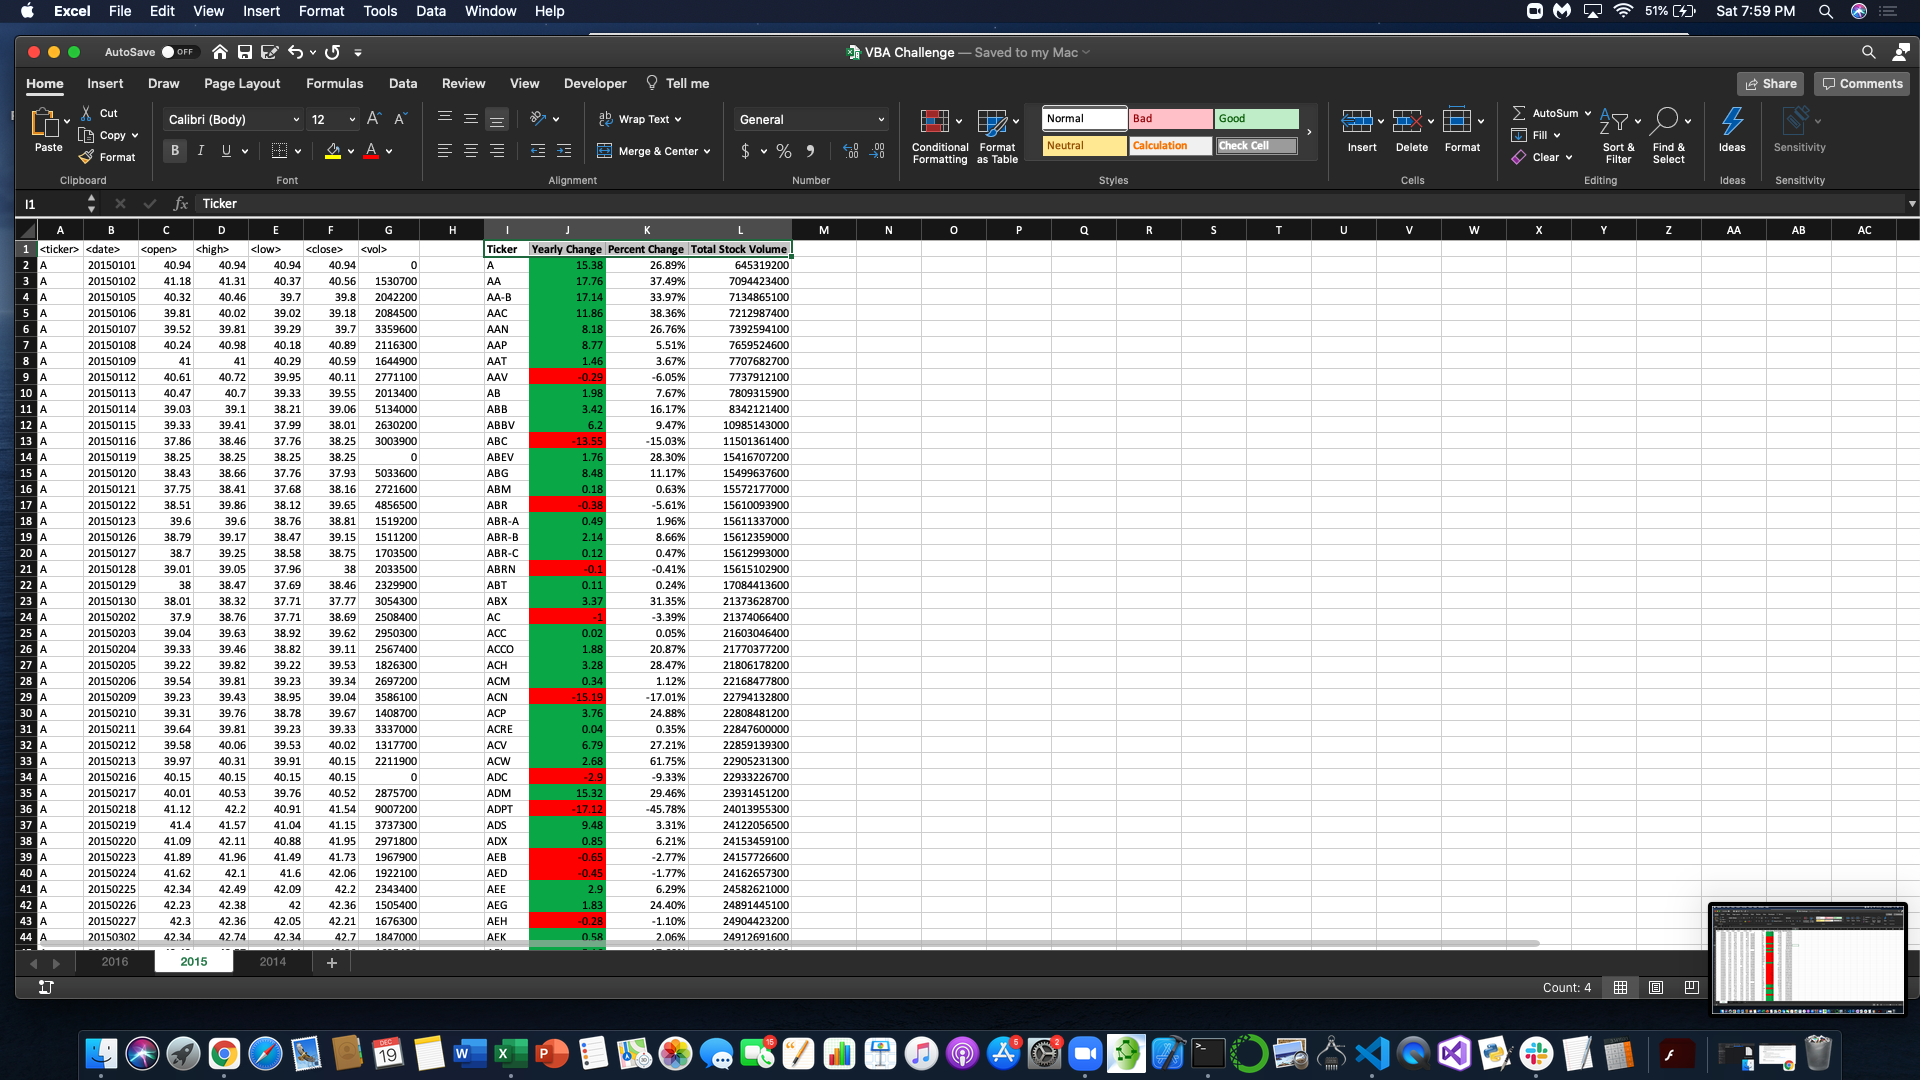 Excel File Edit View Insert Format Tools Data Window Help 51% Sat 7:59 PM
AutoSave OFF VBA Challenge — Saved to my Mac
Home Insert Draw Page Layout Formulas Data Review View Developer Tell me Share Comments
Paste Cut Copy Format Calibri (Body) 12 Wrap Text Merge & Center General Conditional Formatting Format as Table Normal Bad Good Neutral Calculation Check Cell Insert Delete Format AutoSum Fill Clear Sort & Filter Find & Select Ideas Sensitivity
Clipboard Font Alignment Number Styles Cells Editing Ideas Sensitivity
I1 fx Ticker
A B C D E F G H I J K L M N O P Q R S T U V W X Y Z AA AB AC
1 <ticker> <date> <open> <high> <low> <close> <vol> Ticker Yearly Change Percent Change Total Stock Volume
2 A 20150101 40.94 40.94 40.94 40.94 0 A 15.38 26.89% 645319200
3 A 20150102 41.18 41.31 40.37 40.56 1530700 AA 17.76 37.49% 7094423400
4 A 20150105 40.32 40.46 39.7 39.8 2042200 AA-B 17.14 33.97% 7134865100
5 A 20150106 39.81 40.02 39.02 39.18 2084500 AAC 11.86 38.36% 7212987400
6 A 20150107 39.52 39.81 39.29 39.7 3359600 AAN 8.18 26.76% 7392594100
7 A 20150108 40.24 40.98 40.18 40.89 2116300 AAP 8.77 5.51% 7659524600
8 A 20150109 41 41 40.29 40.59 1644900 AAT 1.46 3.67% 7707682700
9 A 20150112 40.61 40.72 39.95 40.11 2771100 AAV -0.29 -6.05% 7737912100
10 A 20150113 40.47 40.7 39.33 39.55 2013400 AB 1.98 7.67% 7809315900
11 A 20150114 39.03 39.1 38.21 39.06 5134000 ABB 3.42 16.17% 8342121400
12 A 20150115 39.33 39.41 37.99 38.01 2630200 ABBV 6.2 9.47% 10985143000
13 A 20150116 37.86 38.46 37.76 38.25 3003900 ABC -13.55 -15.03% 11501361400
14 A 20150119 38.25 38.25 38.25 38.25 0 ABEV 1.76 28.30% 15416707200
15 A 20150120 38.43 38.66 37.76 37.93 5033600 ABG 8.48 11.17% 15499637600
16 A 20150121 37.75 38.41 37.68 38.16 2721600 ABM 0.18 0.63% 15572177000
17 A 20150122 38.51 39.86 38.12 39.65 4856500 ABR -0.38 -5.61% 15610093900
18 A 20150123 39.6 39.6 38.76 38.81 1519200 ABR-A 0.49 1.96% 15611337000
19 A 20150126 38.79 39.17 38.47 39.15 1511200 ABR-B 2.14 8.66% 15612359000
20 A 20150127 38.7 39.25 38.58 38.75 1703500 ABR-C 0.12 0.47% 15612993000
21 A 20150128 39.01 39.05 37.96 38 2033500 ABRN -0.1 -0.41% 15615102900
22 A 20150129 38 38.47 37.69 38.46 2329900 ABT 0.11 0.24% 17084413600
23 A 20150130 38.01 38.32 37.71 37.77 3054300 ABX 3.37 31.35% 21373628700
24 A 20150202 37.9 38.76 37.71 38.69 2508400 AC -1 -3.39% 21374066400
25 A 20150203 39.04 39.63 38.92 39.62 2950300 ACC 0.02 0.05% 21603046400
26 A 20150204 39.33 39.46 38.82 39.11 2567400 ACCO 1.88 20.87% 21770377200
27 A 20150205 39.22 39.82 39.22 39.53 1826300 ACH 3.28 28.47% 21806178200
28 A 20150206 39.54 39.81 39.23 39.34 2697200 ACM 0.34 1.12% 22168477800
29 A 20150209 39.23 39.43 38.95 39.04 3586100 ACN -15.19 -17.01% 22794132800
30 A 20150210 39.31 39.76 38.78 39.67 1408700 ACP 3.76 24.88% 22808481200
31 A 20150211 39.64 39.81 39.23 39.33 3337000 ACRE 0.04 0.35% 22847600000
32 A 20150212 39.58 40.06 39.53 40.02 1317700 ACV 6.79 27.21% 22859139300
33 A 20150213 39.97 40.31 39.91 40.15 2211900 ACW 2.68 61.75% 22905231300
34 A 20150216 40.15 40.15 40.15 40.15 0 ADC -2.9 -9.33% 22933226700
35 A 20150217 40.01 40.53 39.76 40.52 2875700 ADM 15.32 29.46% 23931451200
36 A 20150218 41.12 42.2 40.91 41.54 9007200 ADPT -17.12 -45.78% 24013955300
37 A 20150219 41.4 41.57 41.04 41.15 3737300 ADS 9.48 3.31% 24122056500
38 A 20150220 41.09 42.11 40.88 41.95 2971800 ADX 0.85 6.21% 24153459100
39 A 20150223 41.89 41.96 41.49 41.73 1967900 AEB -0.65 -2.77% 24157726600
40 A 20150224 41.62 42.1 41.6 42.06 1922100 AED -0.45 -1.77% 24162657300
41 A 20150225 42.34 42.49 42.09 42.2 2343400 AEE 2.9 6.29% 24582621000
42 A 20150226 42.23 42.38 42 42.36 1505400 AEG 1.83 24.40% 24891445100
43 A 20150227 42.3 42.36 42.05 42.21 1676300 AEH -0.28 -1.10% 24904423200
44 A 20150302 42.34 42.74 42.34 42.7 1847000 AEK 0.58 2.06% 24912691600
2016 2015 2014 +
Count: 4
DEC 19